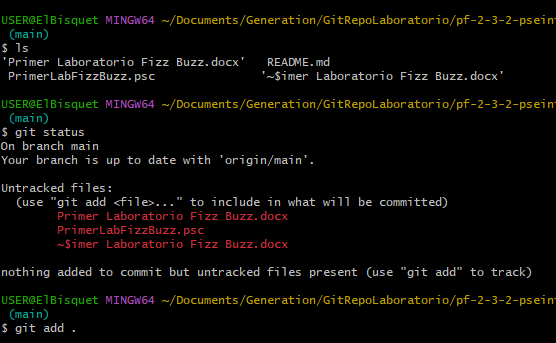 USER@ElBisquet MINGW64 ~/Documents/Generation/GitRepoLaboratorio/pf-2-3-2-psein
(main)
$ ls
'Primer Laboratorio Fizz Buzz.docx'   README.md
 PrimerLabFizzBuzz.psc               '~$imer Laboratorio Fizz Buzz.docx'
USER@ElBisquet MINGW64 ~/Documents/Generation/GitRepoLaboratorio/pf-2-3-2-pseint
(main)
$ git status
On branch main
Your branch is up to date with 'origin/main'.
Untracked files:
  (use "git add <file>..." to include in what will be committed)
        Primer Laboratorio Fizz Buzz.docx
        PrimerLabFizzBuzz.psc
        ~$imer Laboratorio Fizz Buzz.docx
nothing added to commit but untracked files present (use "git add" to track)
USER@ElBisquet MINGW64 ~/Documents/Generation/GitRepoLaboratorio/pf-2-3-2-pseint
(main)
$ git add .